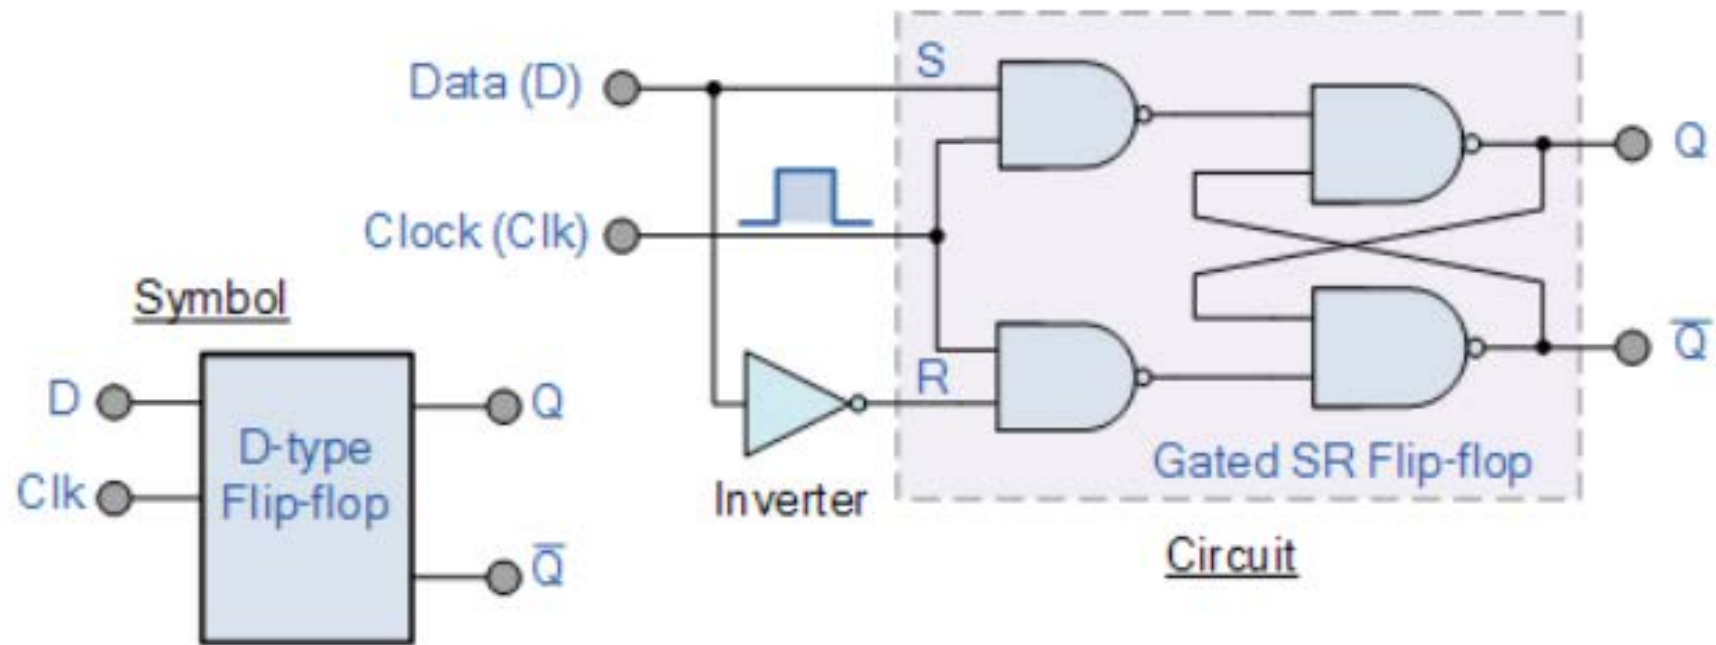 Data (D)
S
Q
Clock (Clk)
Symbol
R
Q̅
D
Q
D-type
Flip-flop
Clk
Gated SR Flip-flop
Inverter
Q̅
Circuit